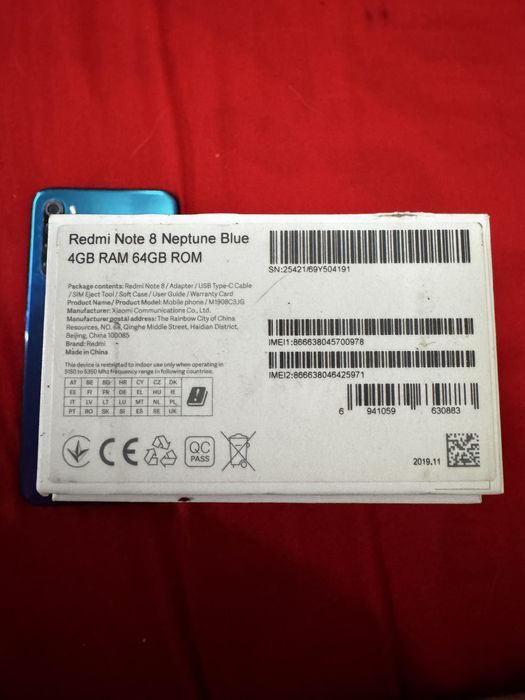 Redmi Note 8 Neptune Blue
4GB RAM 64GB ROM
SN:25421/69Y504191
Package contents: Redmi Note 8 / Adapter / USB Type-C Cable
/ SIM Eject Tool / Soft Case / User Guide / Warranty Card
Product Name / Product Model: Mobile phone / M1908C3JG
Manufacturer: Xiaomi Communications Co., Ltd.
Manufacturer postal address: The Rainbow City of China
Resources, NO. 68, Qinghe Middle Street, Haidian District,
Beijing, China 100085
Brand: Redmi
Made in China
IMEI1:866638045700978
IMEI2:866638046425971
This device is restricted to indoor use only when operating in
5150 to 5350 Mhz frequency range in following countries:
AT BE BG HR CY CZ DK
EE FI FR DE EL HU IE
IT LV LT LU MT NL PL
PT RO SK SI ES SE UK
6 941059 630883
CE
QC
PASS
2019.11